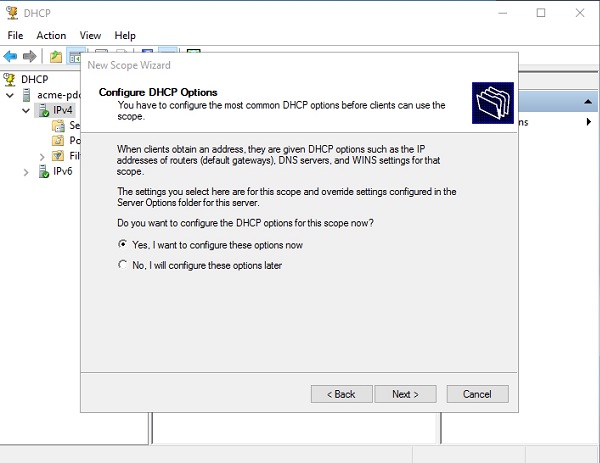 DHCP
File Action View Help
New Scope Wizard
Configure DHCP Options
You have to configure the most common DHCP options before clients can use the
scope.
DHCP
acme-pdc
IPv4
Se
Po
Fil
IPv6
ns
When clients obtain an address, they are given DHCP options such as the IP
addresses of routers (default gateways), DNS servers, and WINS settings for that
scope.
The settings you select here are for this scope and override settings configured in the
Server Options folder for this server.
Do you want to configure the DHCP options for this scope now?
Yes, I want to configure these options now
No, I will configure these options later
< Back Next > Cancel